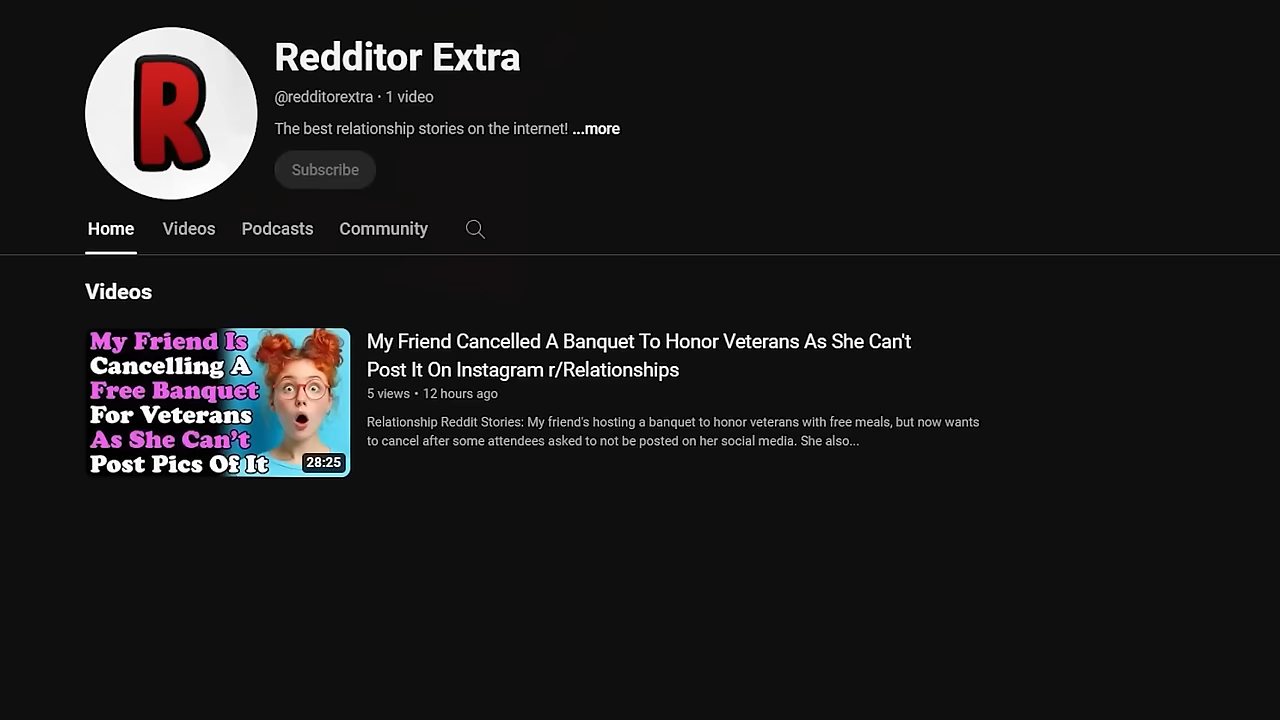 R
Redditor Extra
@redditorextra · 1 video
The best relationship stories on the internet! ...more
Subscribe
Home Videos Podcasts Community
Videos
My Friend Is
Cancelling A
Free Banquet
For Veterans
As She Can't
Post Pics Of It
28:25
My Friend Cancelled A Banquet To Honor Veterans As She Can't
Post It On Instagram r/Relationships
5 views • 12 hours ago
Relationship Reddit Stories: My friend's hosting a banquet to honor veterans with free meals, but now wants
to cancel after some attendees asked to not be posted on her social media. She also...